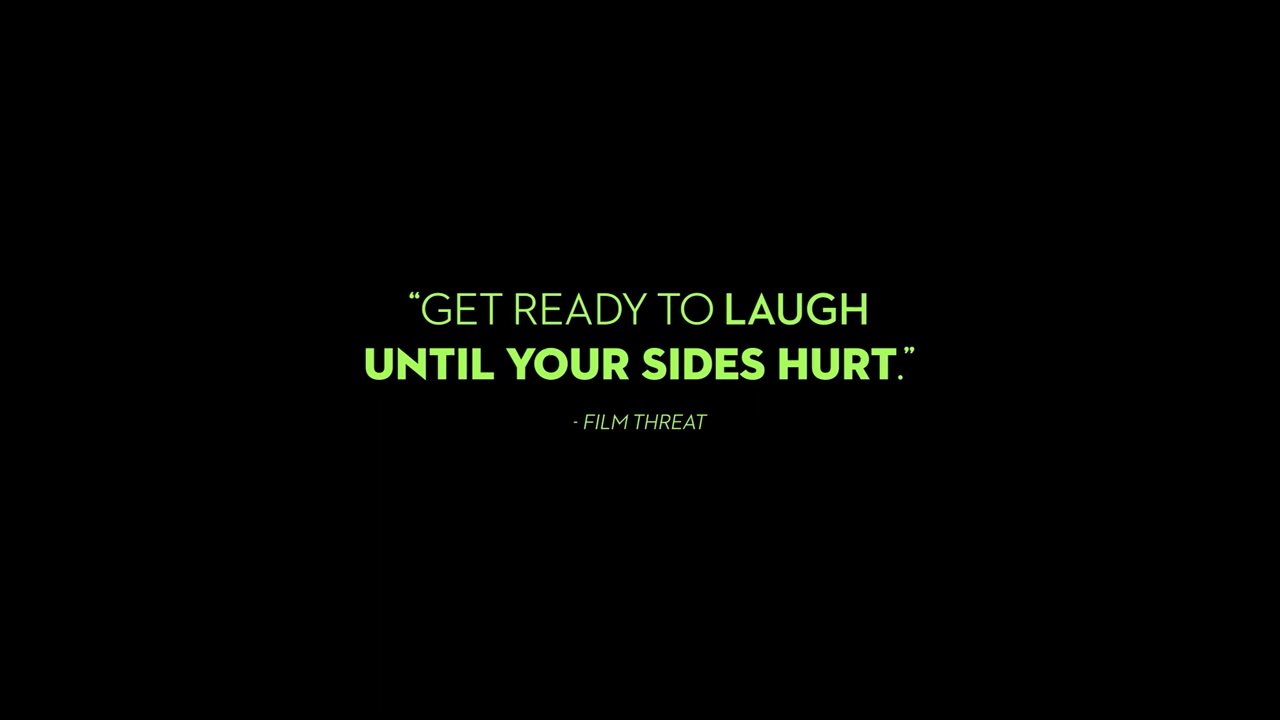 “GET READY TO LAUGH
UNTIL YOUR SIDES HURT.”
- FILM THREAT